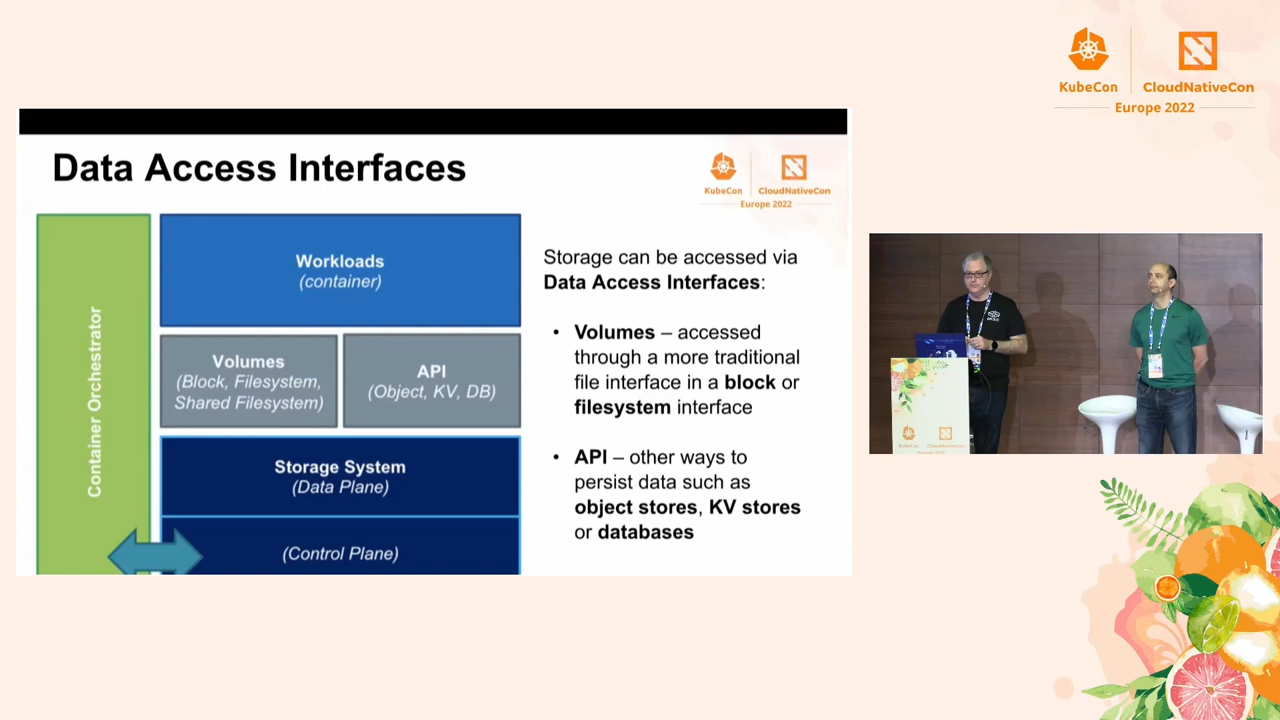 KubeCon
CloudNativeCon
Europe 2022
Data Access Interfaces
KubeCon
CloudNativeCon
Europe 2022
Container Orchestrator
Workloads
(container)
Volumes
(Block, Filesystem,
Shared Filesystem)
API
(Object, KV, DB)
Storage System
(Data Plane)
(Control Plane)
Storage can be accessed via
Data Access Interfaces:
• Volumes – accessed
through a more traditional
file interface in a block or
filesystem interface
• API – other ways to
persist data such as
object stores, KV stores
or databases
KubeCon
CloudNativeCon